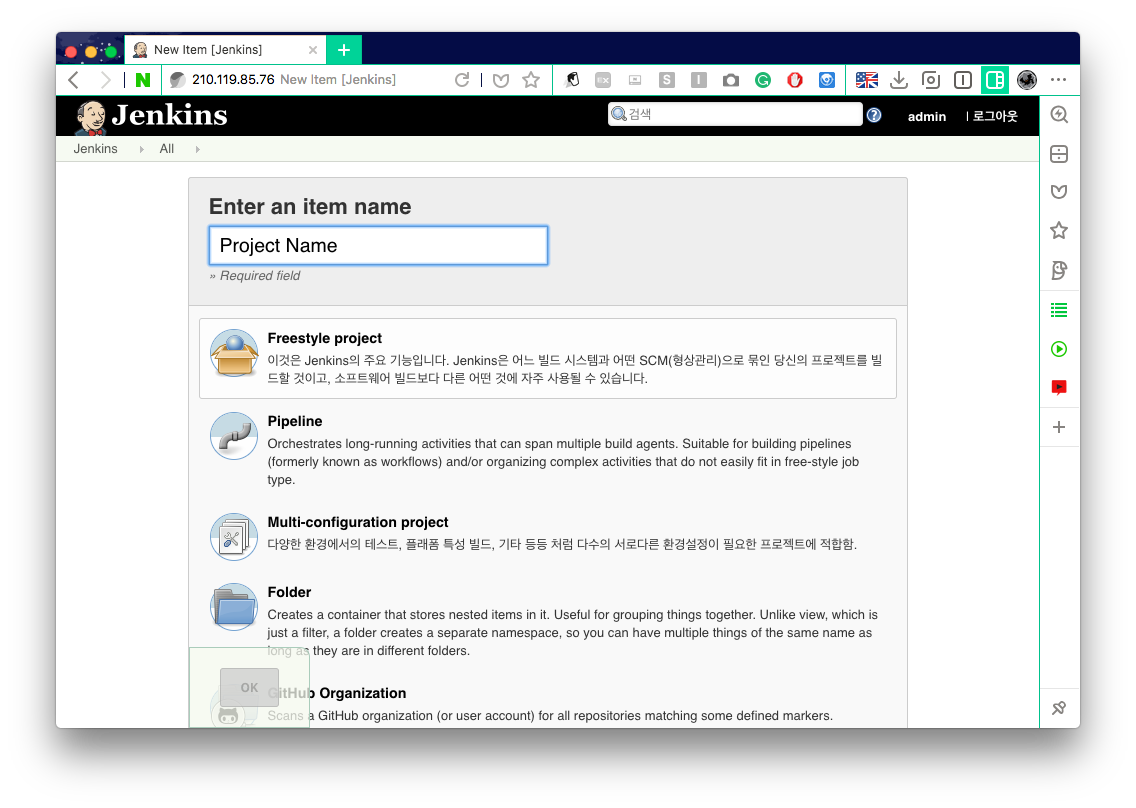 New Item [Jenkins]
210.119.85.76 New Item [Jenkins]
Jenkins
검색
admin
로그아웃
Jenkins
All
Enter an item name
Project Name
» Required field
Freestyle project
이것은 Jenkins의 주요 기능입니다. Jenkins은 어느 빌드 시스템과 어떤 SCM(형상관리)으로 묶인 당신의 프로젝트를 빌
드할 것이고, 소프트웨어 빌드보다 다른 어떤 것에 자주 사용될 수 있습니다.
Pipeline
Orchestrates long-running activities that can span multiple build agents. Suitable for building pipelines
(formerly known as workflows) and/or organizing complex activities that do not easily fit in free-style job
type.
Multi-configuration project
다양한 환경에서의 테스트, 플래폼 특성 빌드, 기타 등등 처럼 다수의 서로다른 환경설정이 필요한 프로젝트에 적합함.
Folder
Creates a container that stores nested items in it. Useful for grouping things together. Unlike view, which is
just a filter, a folder creates a separate namespace, so you can have multiple things of the same name as
long as they are in different folders.
OK
GitHub Organization
Scans a GitHub organization (or user account) for all repositories matching some defined markers.